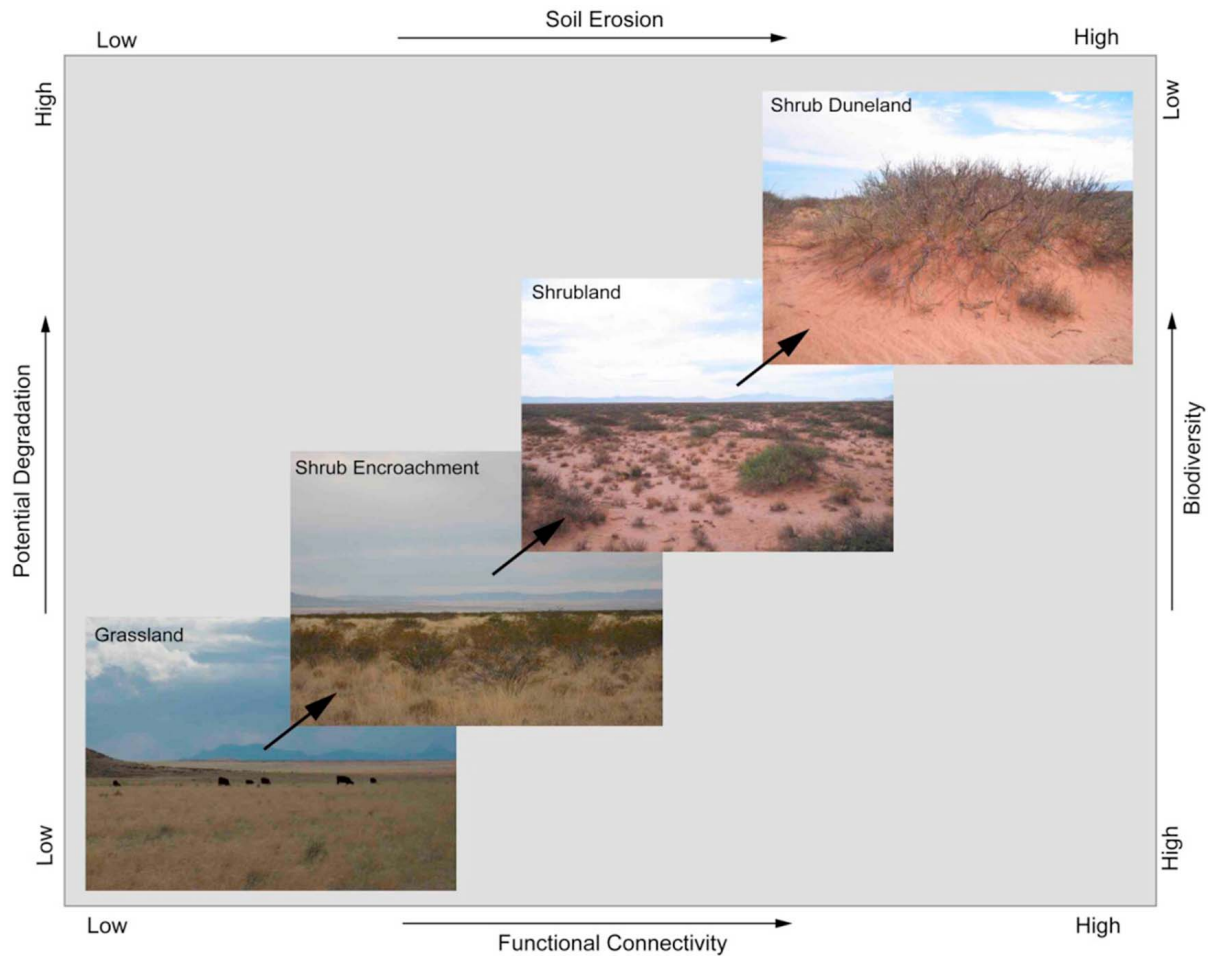 Soil Erosion
Low
High
High
Low
Shrub Duneland
Shrubland
Potential Degradation
Biodiversity
Shrub Encroachment
Grassland
Low
High
Low
High
Functional Connectivity